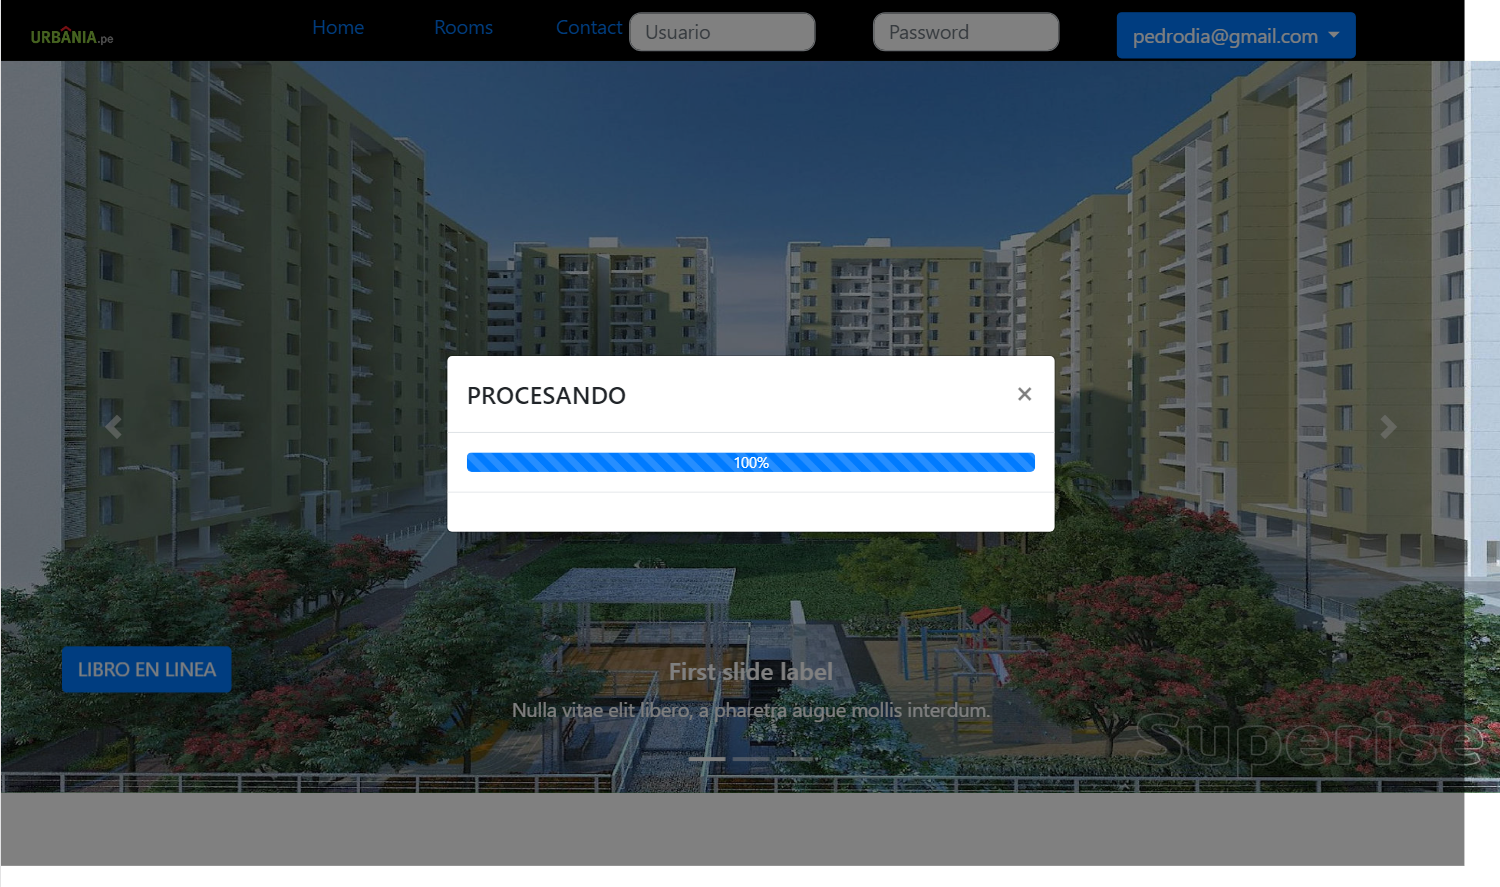 URBANIA.pe
Home
Rooms
Contact
Usuario
Password
pedrodia@gmail.com
PROCESANDO
×
100%
LIBRO EN LINEA
First slide label
Nulla vitae elit libero, a pharetra augue mollis interdum.
Superise